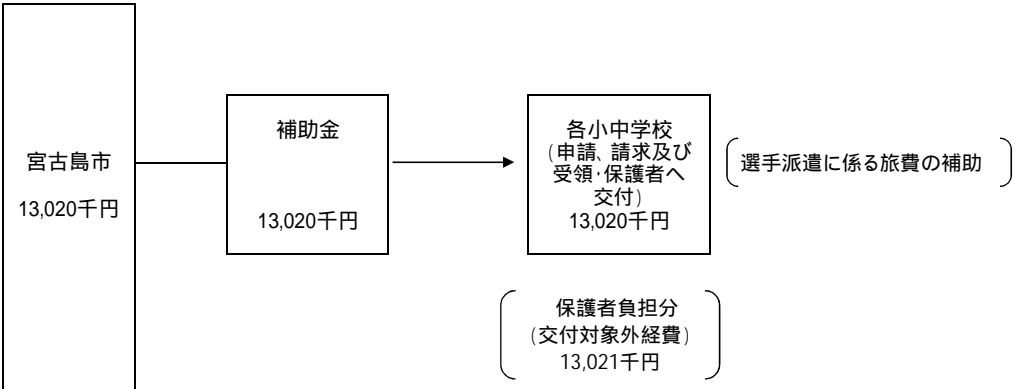 宮古島市
13,020千円
補助金
13,020千円
各小中学校
(申請、請求及び
受領・保護者へ
交付)
13,020千円
選手派遣に係る旅費の補助
保護者負担分
(交付対象外経費)
13,021千円